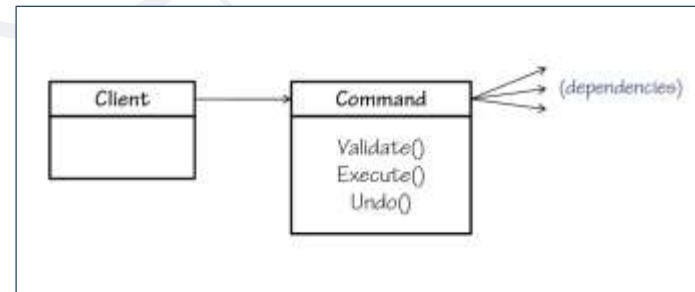 Client
Command
(dependencies)
Validate()
Execute()
Undo()